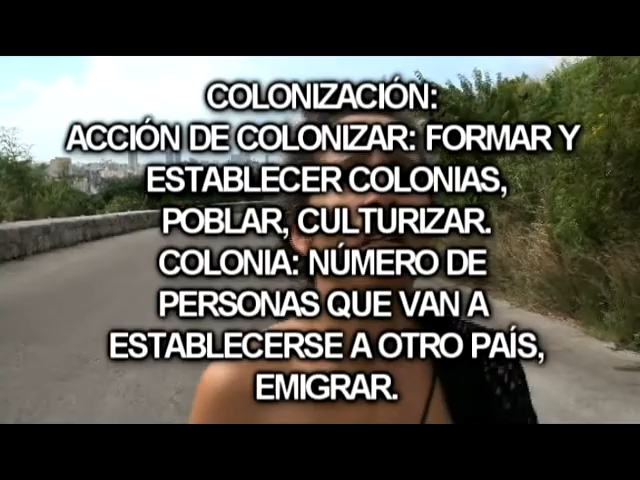 COLONIZACIÓN:
ACCIÓN DE COLONIZAR: FORMAR Y
ESTABLECER COLONIAS,
POBLAR, CULTURIZAR.
COLONIA: NÚMERO DE
PERSONAS QUE VAN A
ESTABLECERSE A OTRO PAÍS,
EMIGRAR.